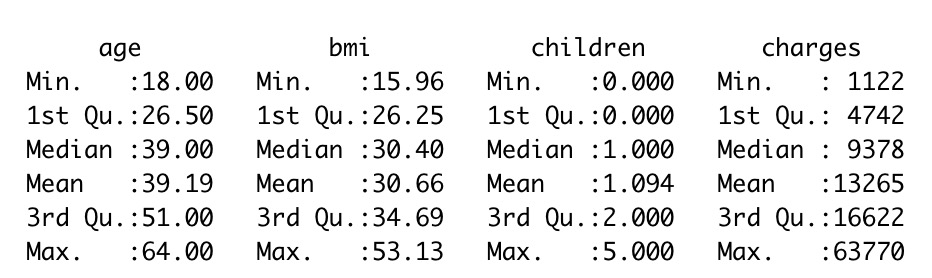 age bmi children charges
Min. :18.00 Min. :15.96 Min. :0.000 Min. : 1122
1st Qu.:26.50 1st Qu.:26.25 1st Qu.:0.000 1st Qu.: 4742
Median :39.00 Median :30.40 Median :1.000 Median : 9378
Mean :39.19 Mean :30.66 Mean :1.094 Mean :13265
3rd Qu.:51.00 3rd Qu.:34.69 3rd Qu.:2.000 3rd Qu.:16622
Max. :64.00 Max. :53.13 Max. :5.000 Max. :63770